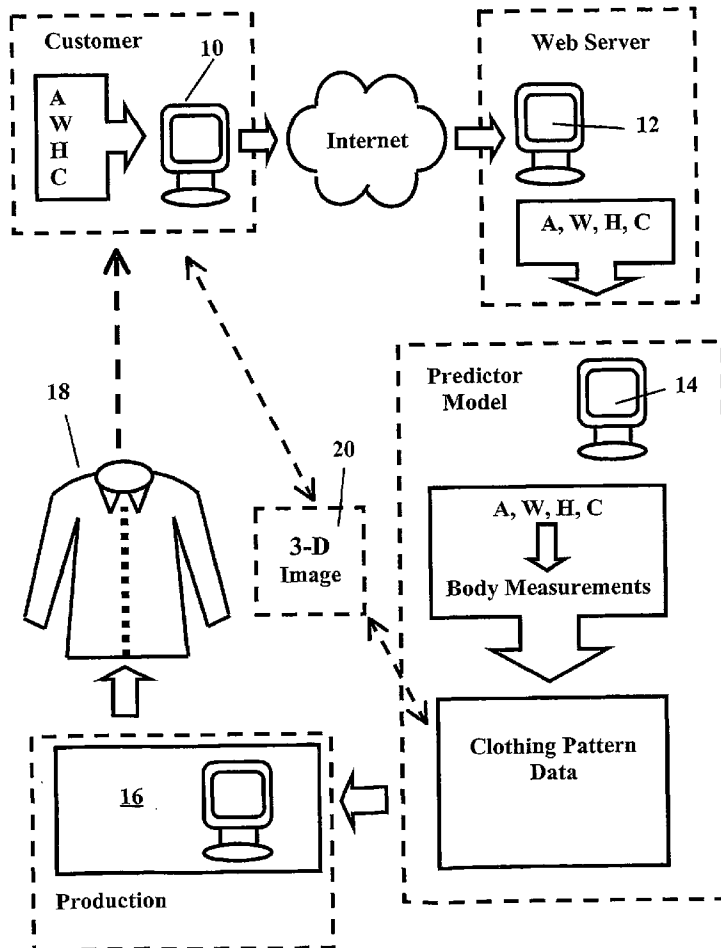 Customer
10
A
W
H
C
Internet
Web Server
12
A, W, H, C
Predictor
Model
14
A, W, H, C
Body Measurements
Clothing Pattern
Data
18
20
3-D
Image
16
Production